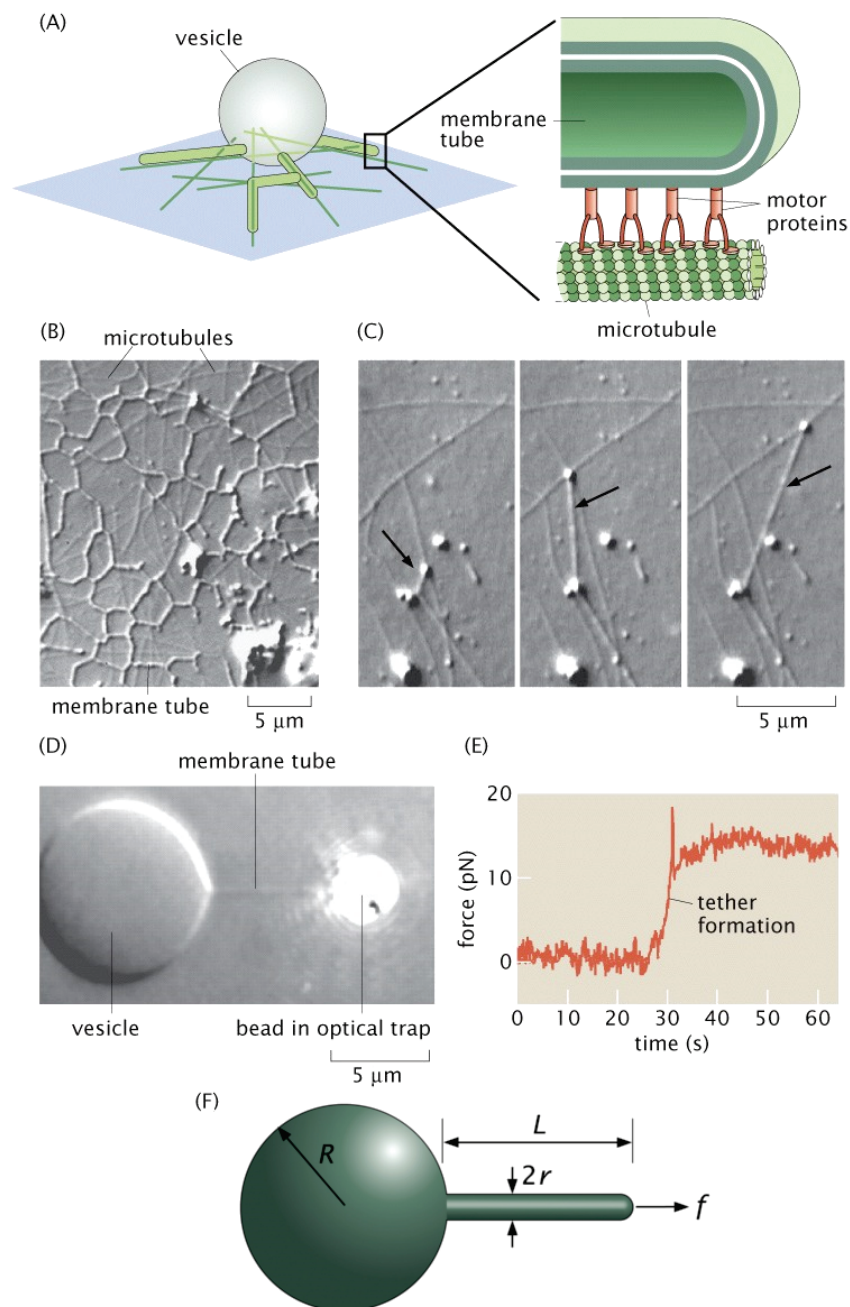 (A)
vesicle
membrane
tube
motor
proteins
microtubule
(B)
microtubules
membrane tube
5 μm
(C)
5 μm
(D)
membrane tube
vesicle
bead in optical trap
5 μm
(E)
20
10
0
force (pN)
tether
formation
0
10
20
30
40
50
60
time (s)
(F)
R
L
2r
f